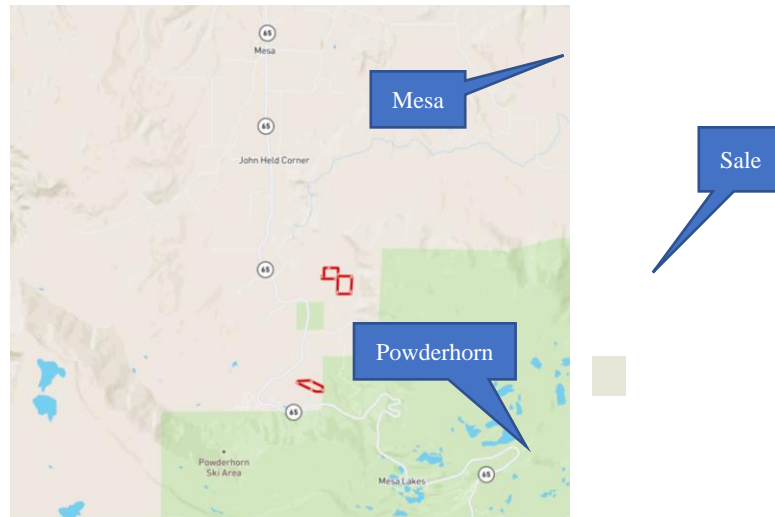 65
Mesa
Mesa
65
Sale
John Held Corner
65
Powderhorn
65
Powderhorn
Ski Area
Mesa Lakes
65